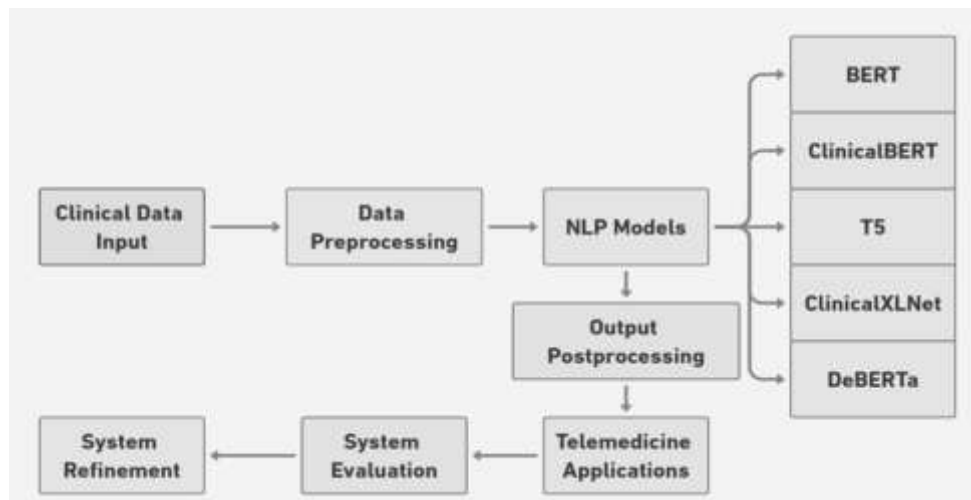 BERT
ClinicalBERT
Clinical Data
Input
Data
Preprocessing
NLP Models
T5
ClinicalXLNet
Output
Postprocessing
DeBERTa
System
Refinement
System
Evaluation
Telemedicine
Applications